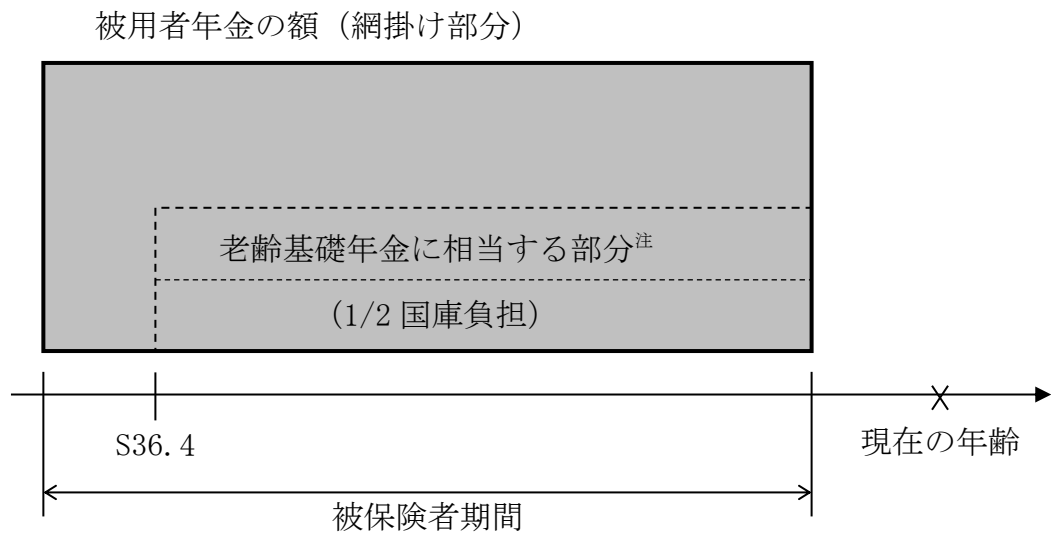 被用者年金の額（網掛け部分）
老齢基礎年金に相当する部分注
（1/2 国庫負担）
S36.4
現在の年齢
被保険者期間